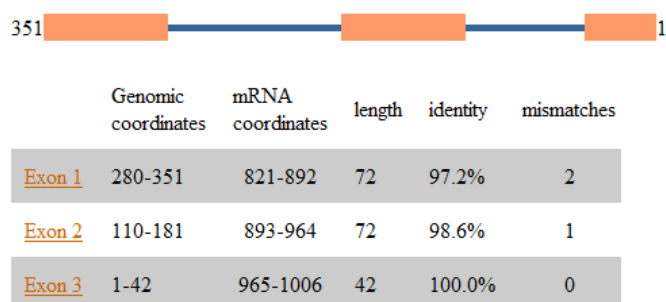 351 1
Genomic coordinates mRNA coordinates length identity mismatches
Exon 1 280-351 821-892 72 97.2% 2
Exon 2 110-181 893-964 72 98.6% 1
Exon 3 1-42 965-1006 42 100.0% 0